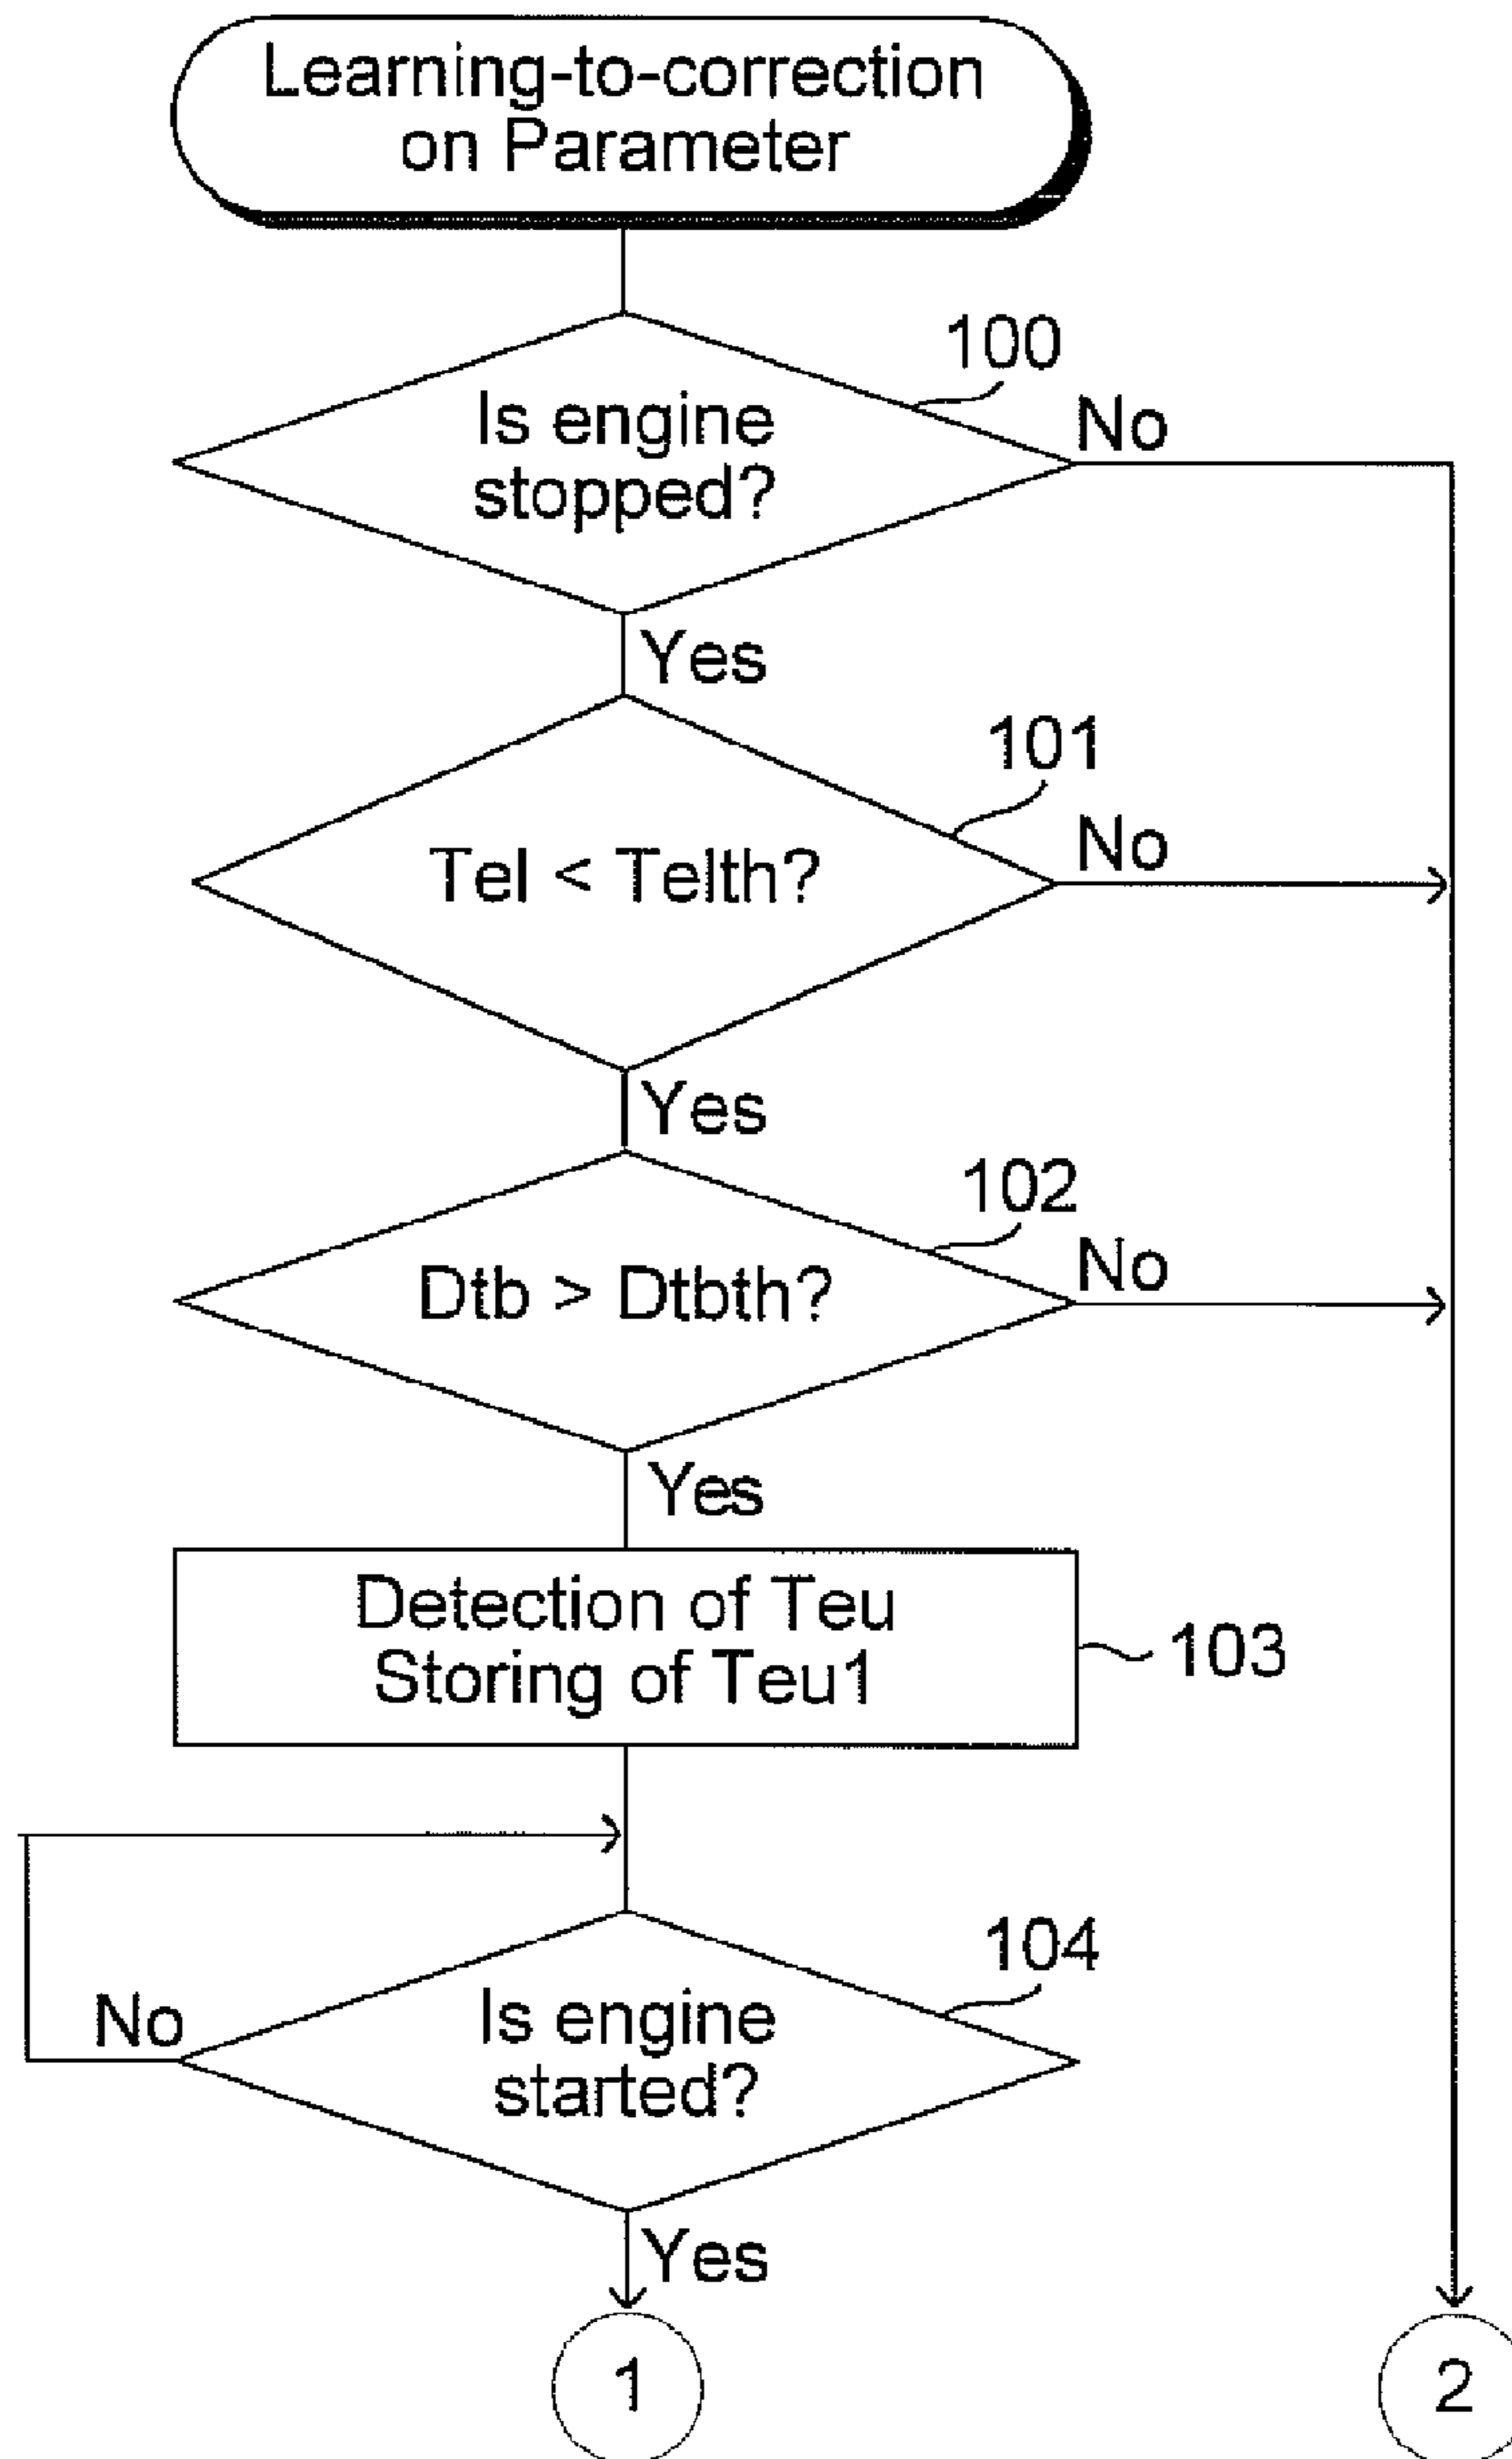 Learning-to-correction
on Parameter
100
Is engine
stopped?
No
Yes
101
Tel < Telth?
No
Yes
102
Dtb > Dtbth?
No
Yes
Detection of Teu
Storing of Teu1
103
104
Is engine
started?
No
Yes
1
2